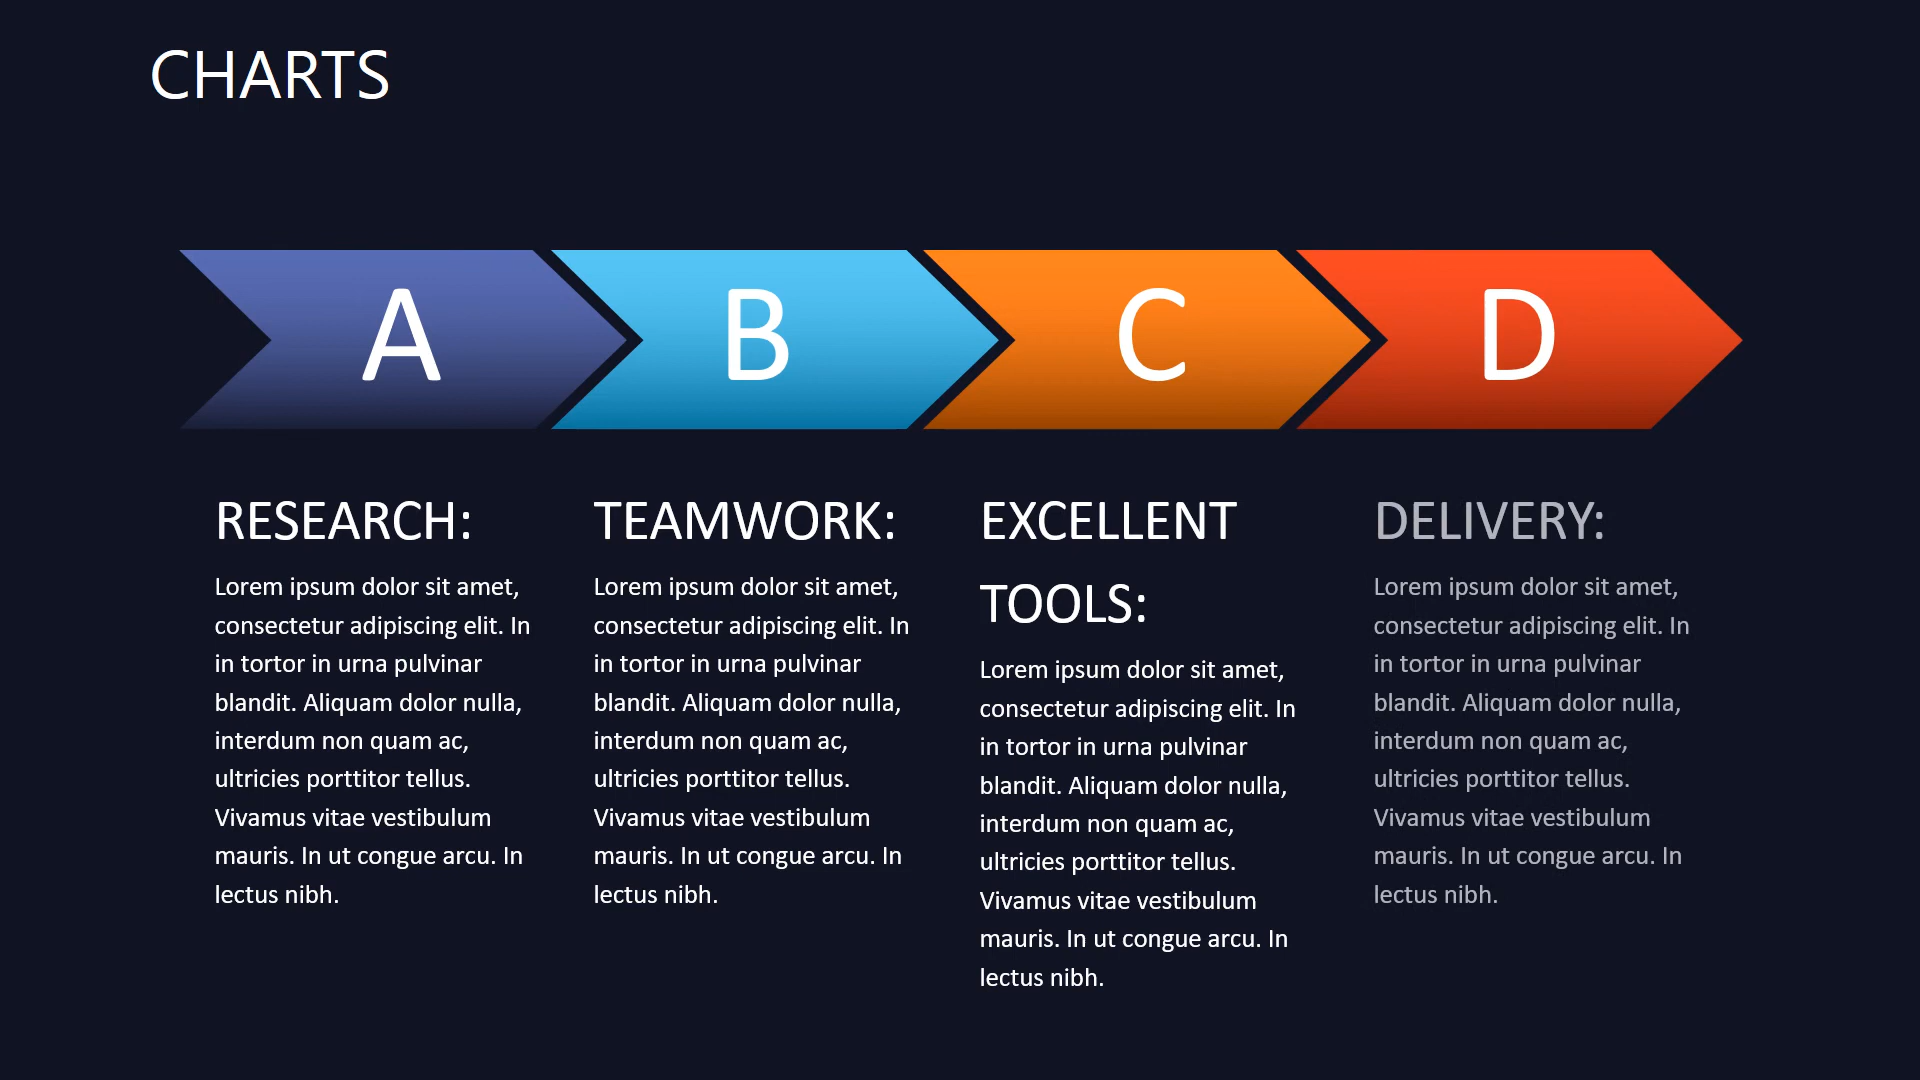 CHARTS
A
B
C
D
RESEARCH:
Lorem ipsum dolor sit amet,
consectetur adipiscing elit. In
in tortor in urna pulvinar
blandit. Aliquam dolor nulla,
interdum non quam ac,
ultricies porttitor tellus.
Vivamus vitae vestibulum
mauris. In ut congue arcu. In
lectus nibh.
TEAMWORK:
Lorem ipsum dolor sit amet,
consectetur adipiscing elit. In
in tortor in urna pulvinar
blandit. Aliquam dolor nulla,
interdum non quam ac,
ultricies porttitor tellus.
Vivamus vitae vestibulum
mauris. In ut congue arcu. In
lectus nibh.
EXCELLENT
TOOLS:
Lorem ipsum dolor sit amet,
consectetur adipiscing elit. In
in tortor in urna pulvinar
blandit. Aliquam dolor nulla,
interdum non quam ac,
ultricies porttitor tellus.
Vivamus vitae vestibulum
mauris. In ut congue arcu. In
lectus nibh.
DELIVERY:
Lorem ipsum dolor sit amet,
consectetur adipiscing elit. In
in tortor in urna pulvinar
blandit. Aliquam dolor nulla,
interdum non quam ac,
ultricies porttitor tellus.
Vivamus vitae vestibulum
mauris. In ut congue arcu. In
lectus nibh.